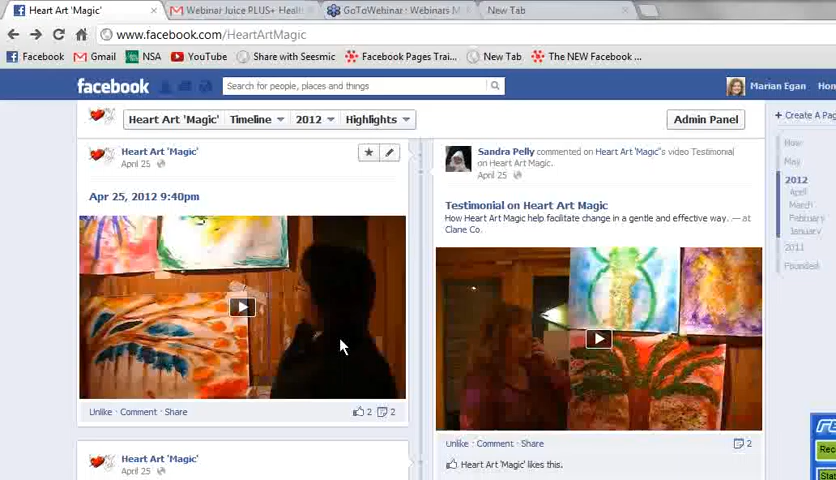 Heart Art 'Magic'
Webinar Juice PLUS+ Healt
GoToWebinar : Webinars M
New Tab
www.facebook.com/HeartArtMagic
Facebook
Gmail
NSA
YouTube
Share with Seesmic
Facebook Pages Trai...
New Tab
The NEW Facebook ...
facebook
Search for people, places and things
Marian Egan
Hom
Heart Art 'Magic'
Timeline
2012
Highlights
Admin Panel
+ Create A Pag
Heart Art 'Magic'
April 25
Apr 25, 2012 9:40pm
Unlike · Comment · Share
2
2
Heart Art 'Magic'
April 25
Sandra Pelly commented on Heart Art 'Magic''s video Testimonial
on Heart Art Magic.
April 25
Testimonial on Heart Art Magic
How Heart Art Magic help facilitate change in a gentle and effective way. — at
Clane Co.
Unlike · Comment · Share
2
Heart Art 'Magic' likes this.
Now
May
2012
April
March
February
January
2011
Founded
Rec